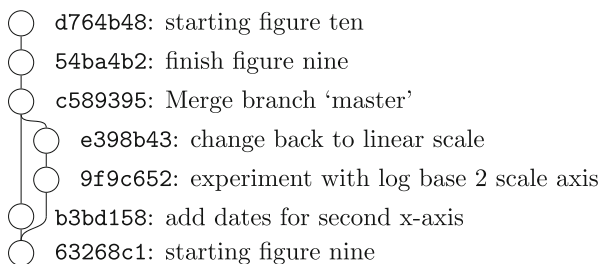 d764b48: starting figure ten
54ba4b2: finish figure nine
c589395: Merge branch ‘master’
e398b43: change back to linear scale
9f9c652: experiment with log base 2 scale axis
b3bd158: add dates for second x-axis
63268c1: starting figure nine